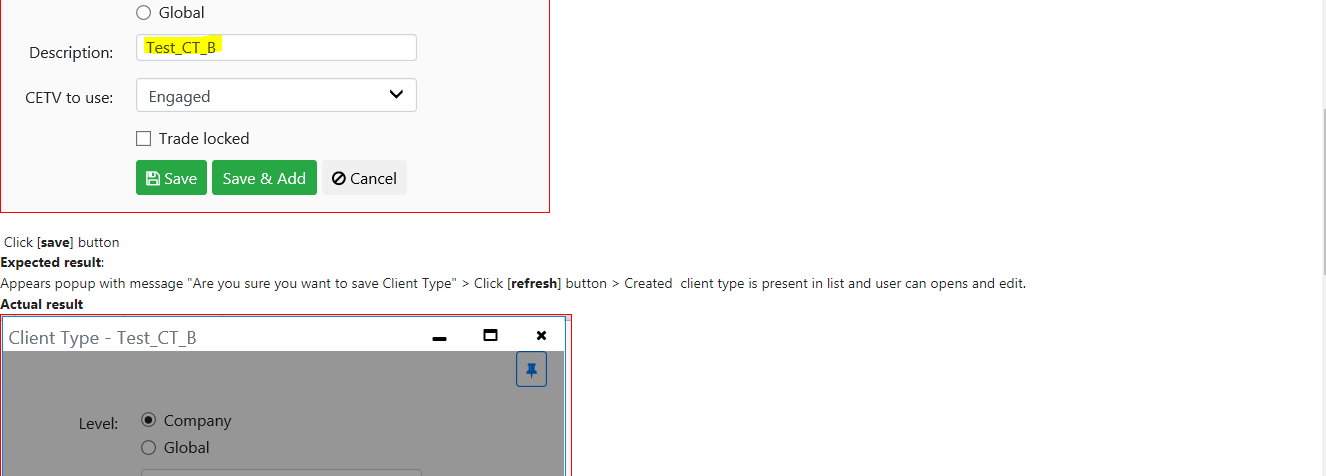 Global
Description: Test_CT_B
CETV to use: Engaged
Trade locked
Save Save & Add Cancel
Click [save] button
Expected result:
Appears popup with message "Are you sure you want to save Client Type" > Click [refresh] button > Created  client type is present in list and user can opens and edit.
Actual result
Client Type - Test_CT_B
Level: Company
Global